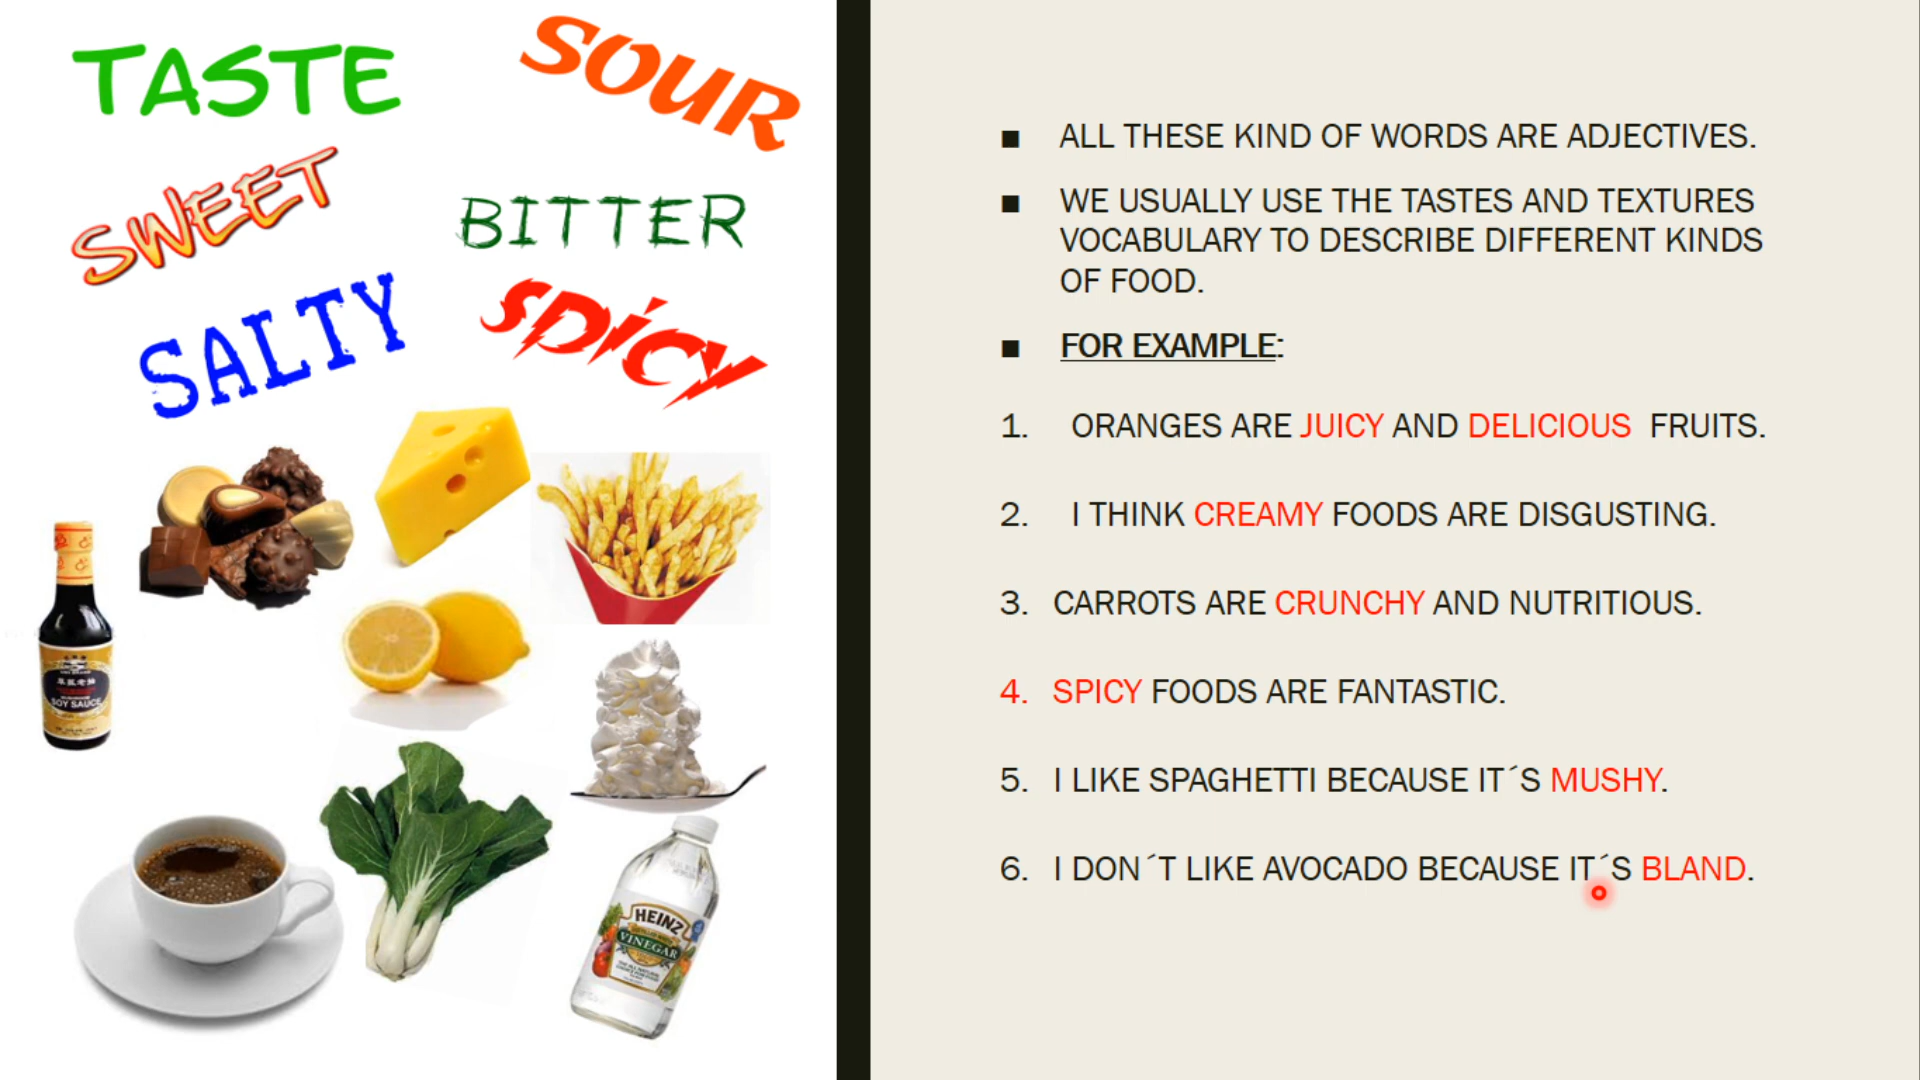 TASTE
SOUR
SWEET
BITTER
SALTY
SPICY
SOY SAUCE
HEINZ
VINEGAR
■ ALL THESE KIND OF WORDS ARE ADJECTIVES.
■ WE USUALLY USE THE TASTES AND TEXTURES
VOCABULARY TO DESCRIBE DIFFERENT KINDS
OF FOOD.
■ FOR EXAMPLE:
1. ORANGES ARE JUICY AND DELICIOUS FRUITS.
2. I THINK CREAMY FOODS ARE DISGUSTING.
3. CARROTS ARE CRUNCHY AND NUTRITIOUS.
4. SPICY FOODS ARE FANTASTIC.
5. I LIKE SPAGHETTI BECAUSE IT´S MUSHY.
6. I DON´T LIKE AVOCADO BECAUSE IT´S BLAND.